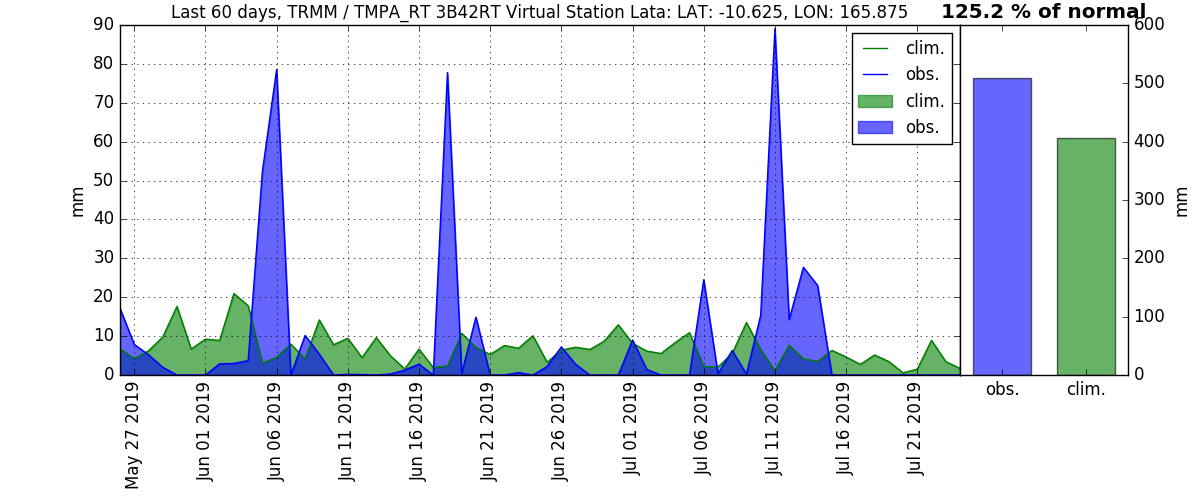 Last 60 days, TRMM / TMPA_RT 3B42RT Virtual Station Lata: LAT: -10.625, LON: 165.875
125.2 % of normal
90
80
70
60
50
40
30
20
10
0
mm
clim.
obs.
clim.
obs.
May 27 2019
Jun 01 2019
Jun 06 2019
Jun 11 2019
Jun 16 2019
Jun 21 2019
Jun 26 2019
Jul 01 2019
Jul 06 2019
Jul 11 2019
Jul 16 2019
Jul 21 2019
600
500
400
300
200
100
0
mm
obs.
clim.